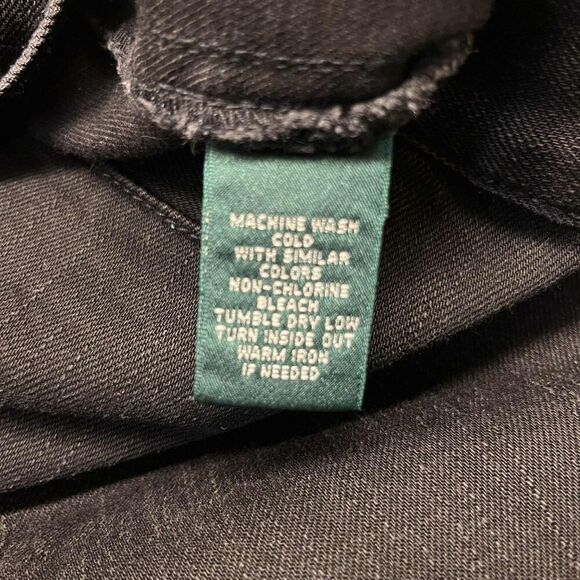 MACHINE WASH
COLD
WITH SIMILAR
COLORS
NON-CHLORINE
BLEACH
TUMBLE DRY LOW
TURN INSIDE OUT
WARM IRON
IF NEEDED